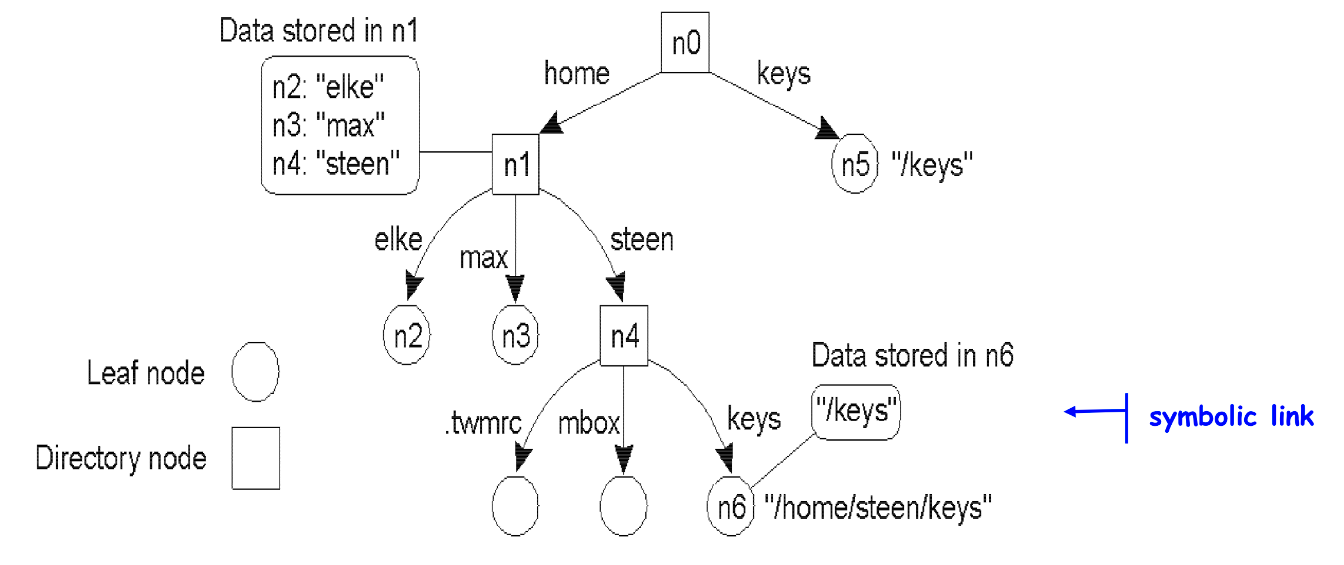 Data stored in n1
n0
n2: "elke"
n3: "max"
n4: "steen"
home
keys
n1
n5
"/keys"
elke
max
steen
n2
n3
n4
Data stored in n6
Leaf node
"/keys"
symbolic link
.twmrc
mbox
keys
Directory node
n6
"/home/steen/keys"